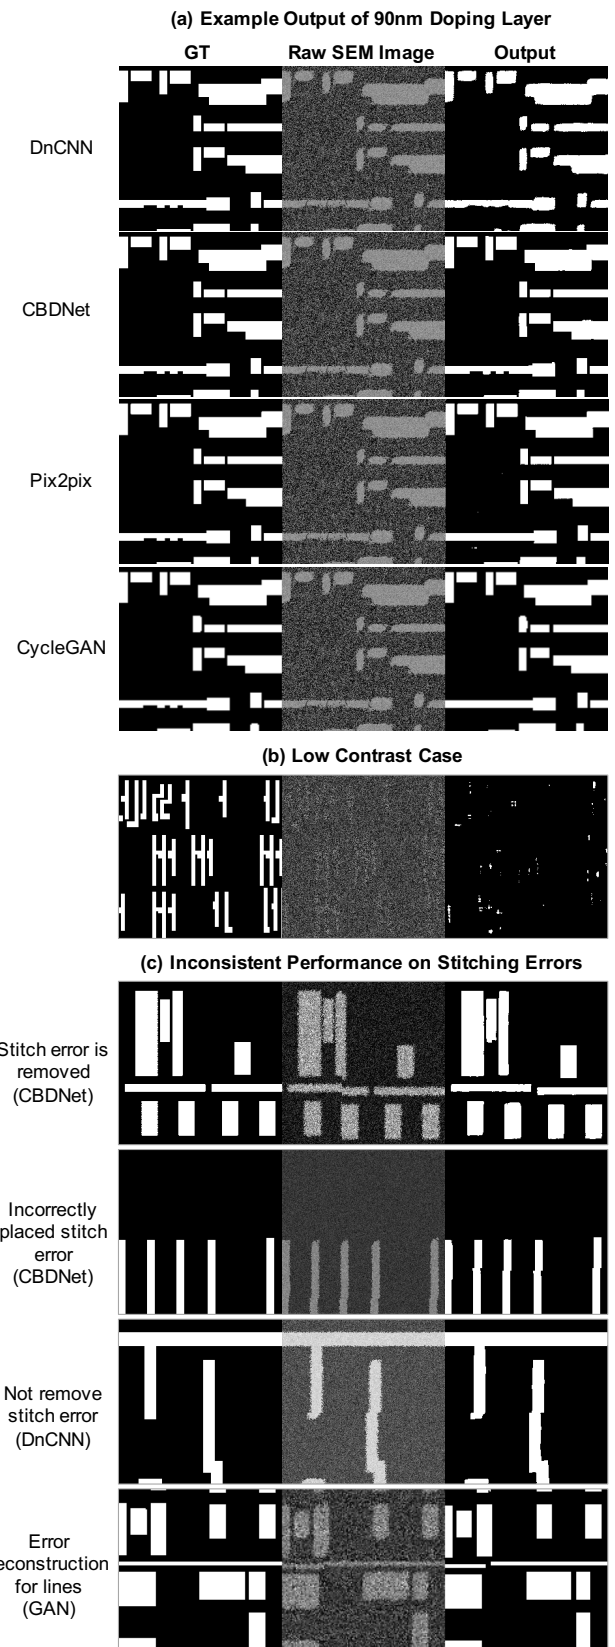 (a) Example Output of 90nm Doping Layer
GT Raw SEM Image Output
DnCNN
CBDNet
Pix2pix
CycleGAN
(b) Low Contrast Case
(c) Inconsistent Performance on Stitching Errors
Stitch error is
removed
(CBDNet)
Incorrectly
placed stitch
error
(CBDNet)
Not remove
stitch error
(DnCNN)
Error
econstruction
for lines
(GAN)